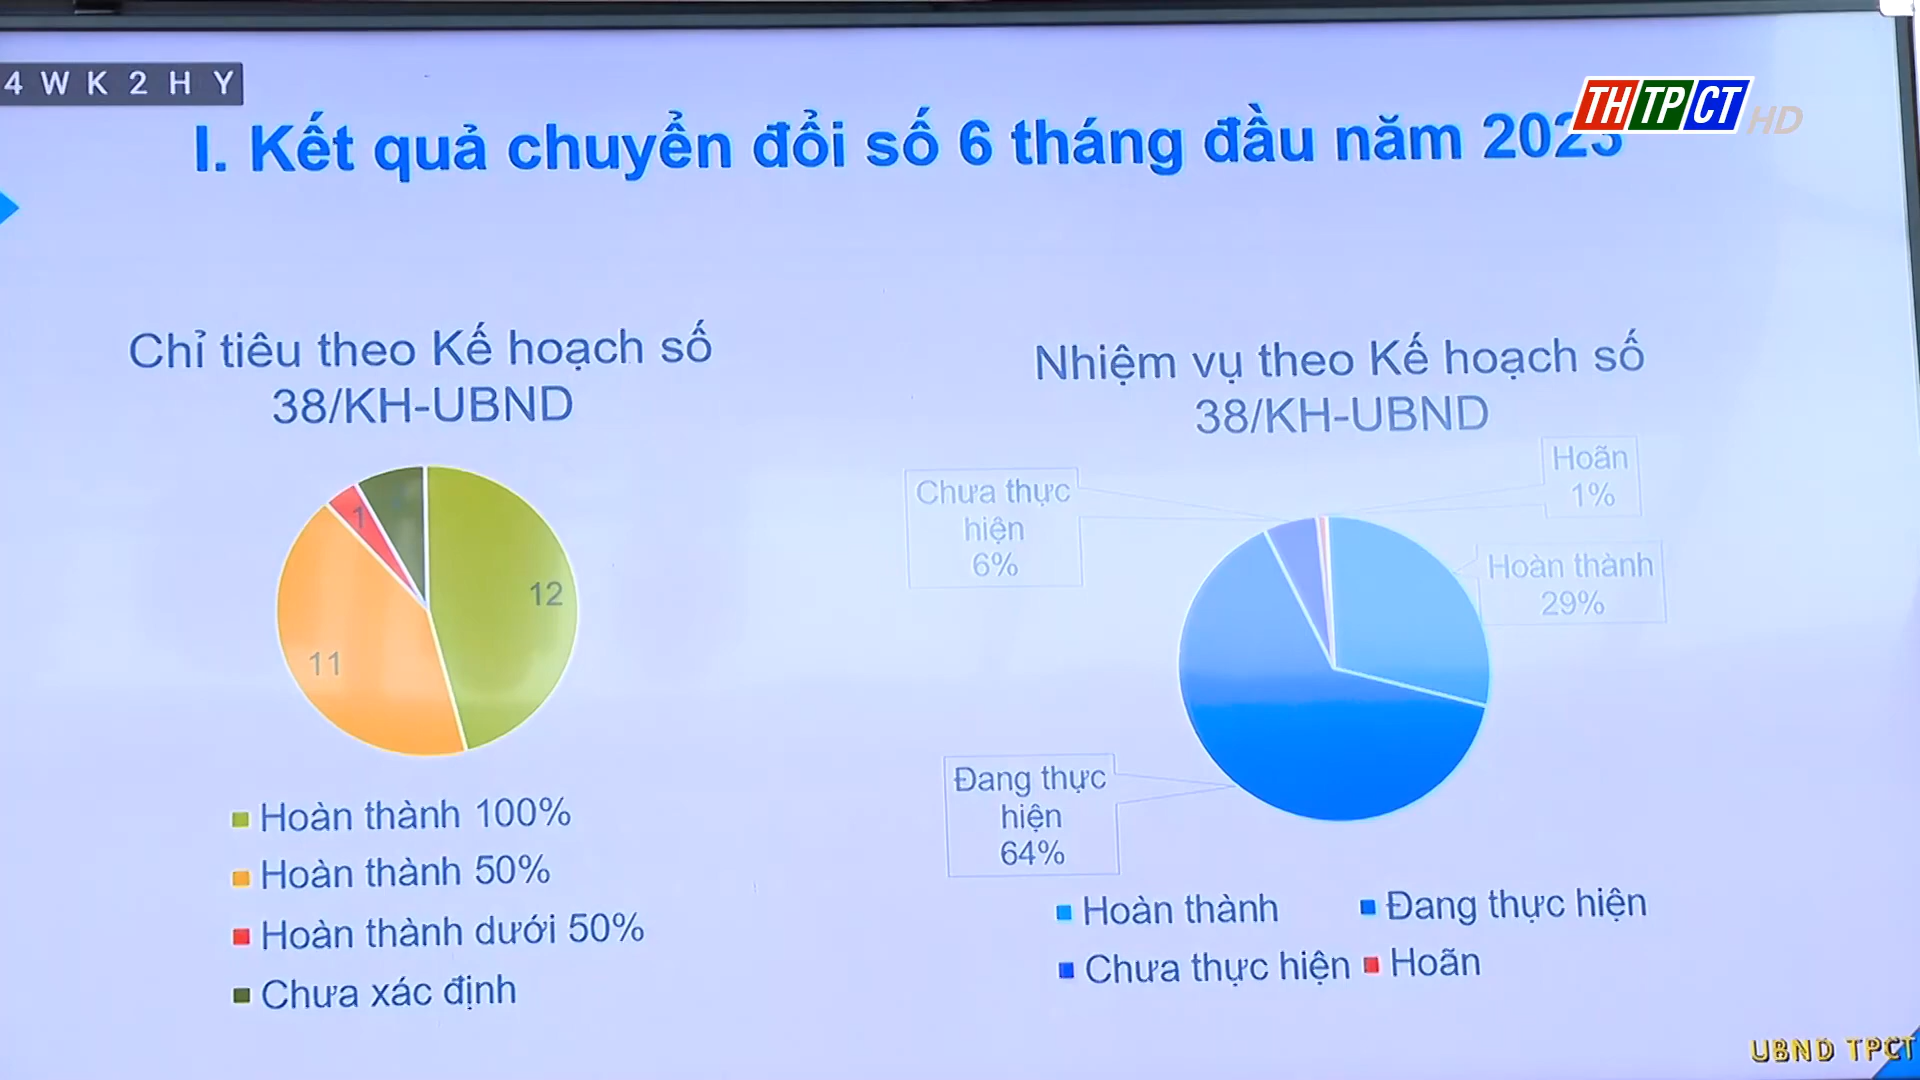 4WK2HY
THTPCT HD
I. Kết quả chuyển đổi số 6 tháng đầu năm 2023
Chỉ tiêu theo Kế hoạch số
38/KH-UBND
1
12
11
Hoàn thành 100%
Hoàn thành 50%
Hoàn thành dưới 50%
Chưa xác định
Nhiệm vụ theo Kế hoạch số
38/KH-UBND
Hoãn
1%
Chưa thực
hiện
6%
Hoàn thành
29%
Đang thực
hiện
64%
Hoàn thành
Đang thực hiện
Chưa thực hiện
Hoãn
UBND TPCT